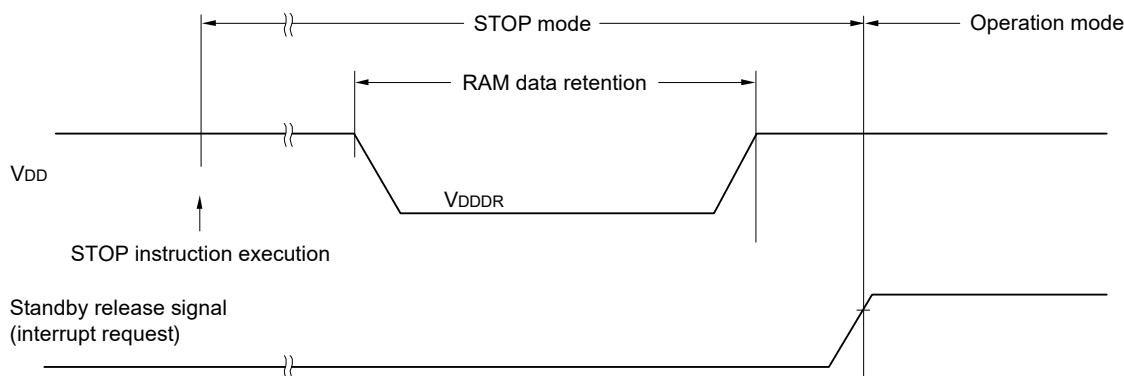 STOP mode
Operation mode
RAM data retention
VDD
VDDDR
STOP instruction execution
Standby release signal
(interrupt request)